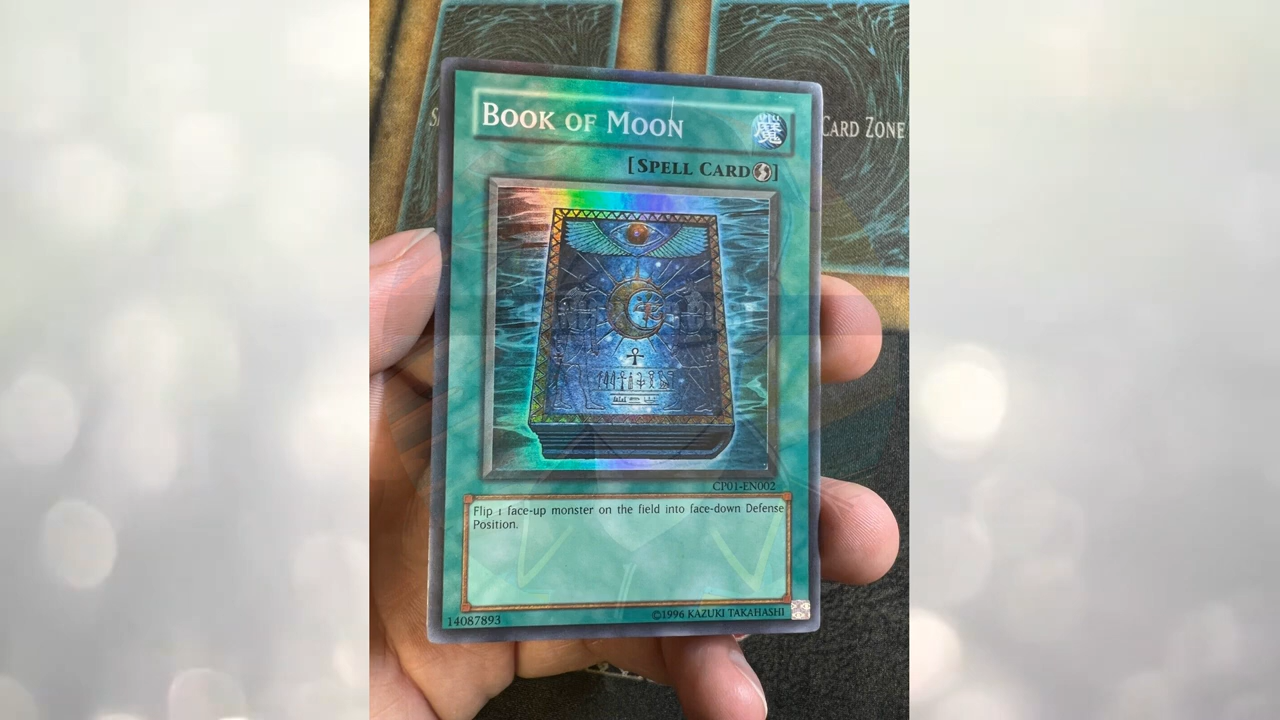 BOOK OF MOON
魔
[SPELL CARD]
CARD ZONE
CP01-EN002
Flip 1 face-up monster on the field into face-down Defense
Position.
14087893
©1996 KAZUKI TAKAHASHI